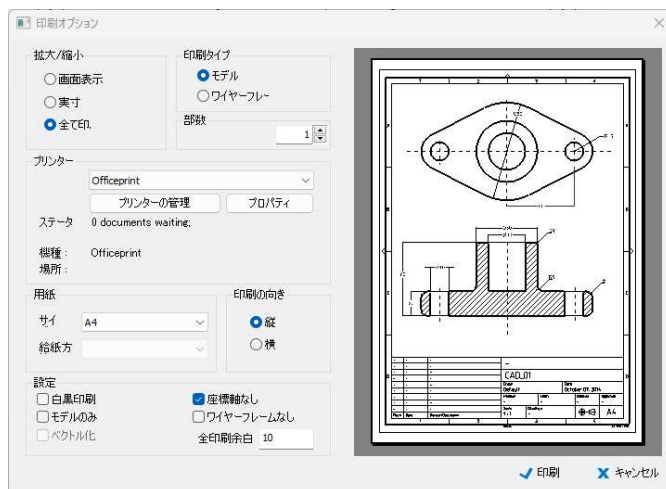 印刷オプション
拡大/縮小
画面表示
実寸
全て印
印刷タイプ
モデル
ワイヤーフレー
部数
1
プリンター
Officeprint
プリンターの管理
プロパティ
ステータ
0 documents waiting;
機種 :
Officeprint
場所 :
用紙
サイ
A4
給紙方
印刷の向き
縦
横
設定
白黒印刷
モデルのみ
ベクトル化
座標軸なし
ワイヤーフレームなし
全印刷余白
10
CAD_01
Default
October 07, 2014
A4
印刷
キャンセル